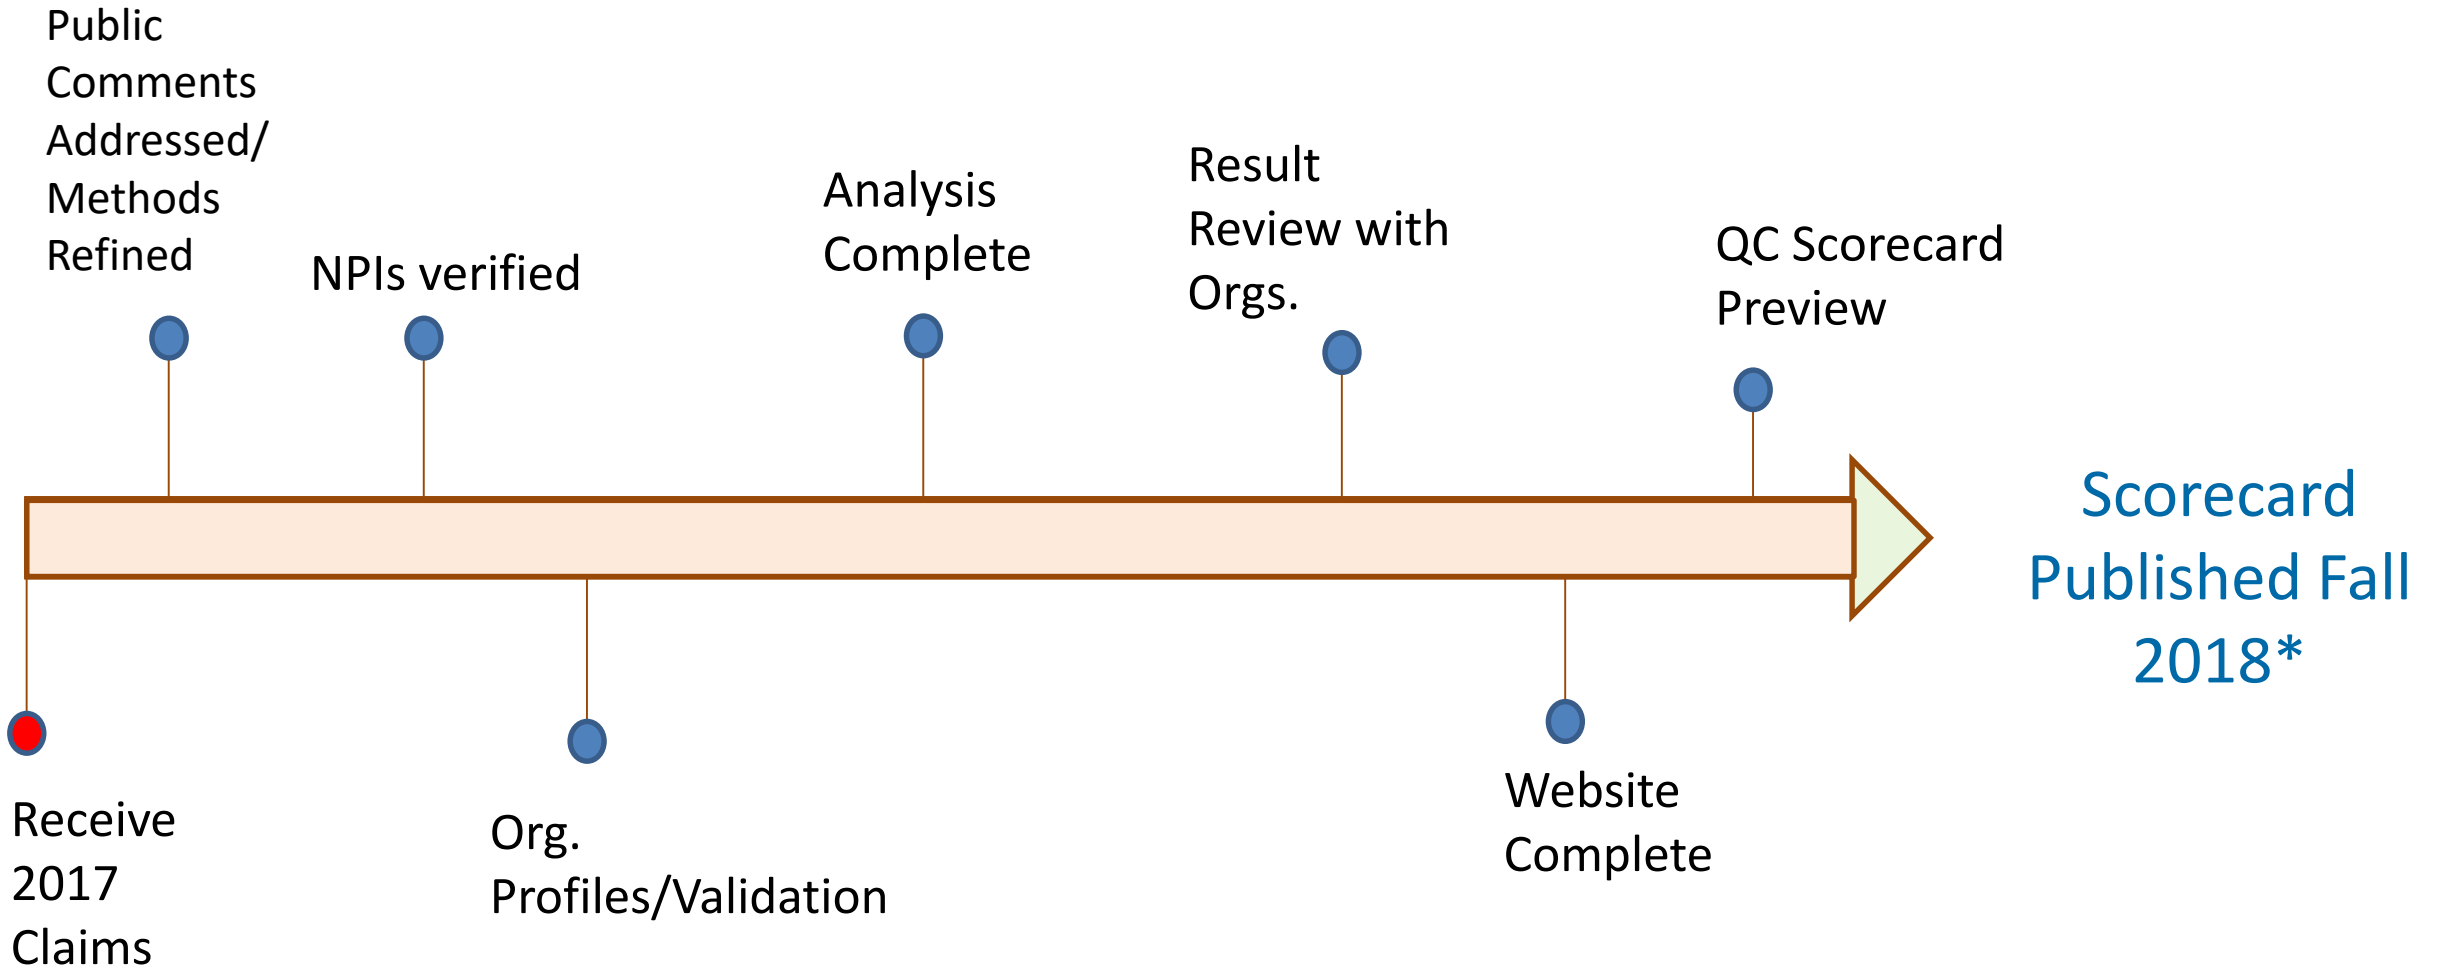 Public
Comments
Addressed/
Methods
Refined
NPIs verified
Analysis
Complete
Result
Review with
Orgs.
QC Scorecard
Preview
Scorecard
Published Fall
2018*
Receive
2017
Claims
Org.
Profiles/Validation
Website
Complete